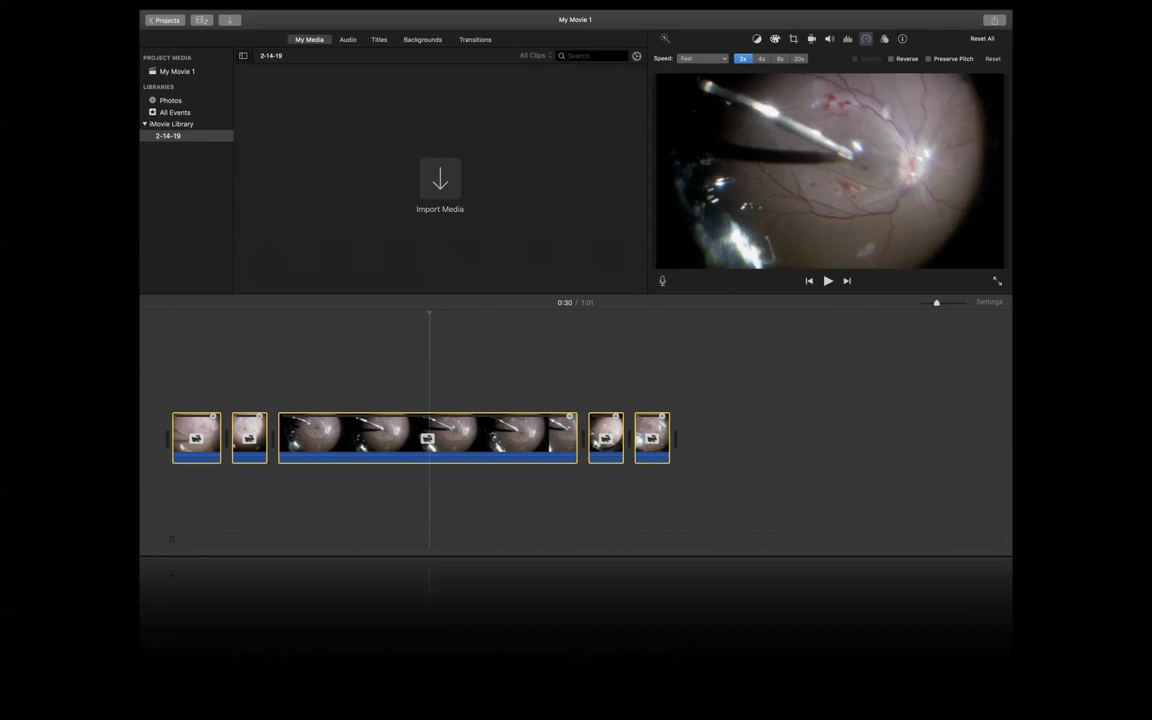 Projects
My Movie 1
My Media Audio Titles Backgrounds Transitions
Reset All
PROJECT MEDIA
My Movie 1
LIBRARIES
Photos
All Events
iMovie Library
2-14-19
2-14-19
All Clips
Search
Speed: Fast 2x 4x 8x 20x Smooth Reverse Preserve Pitch Reset
Import Media
0:30 / 1:01
Settings